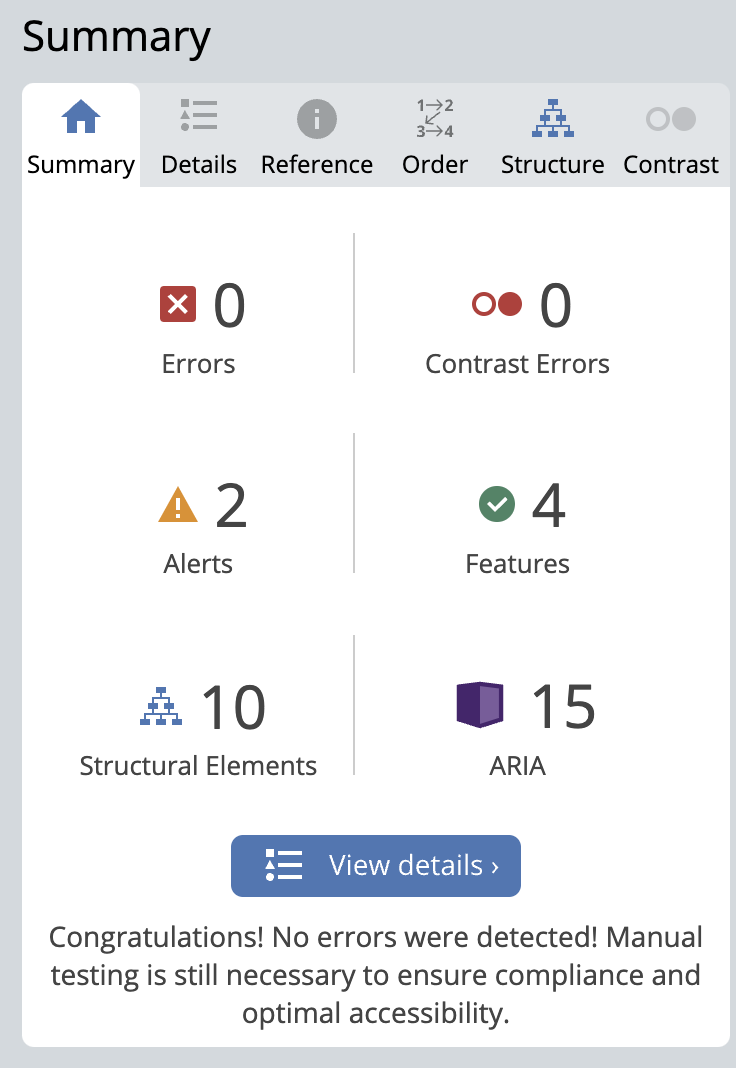 Summary
1→2
3→4
Summary Details Reference Order Structure Contrast
0 0
Errors Contrast Errors
2 4
Alerts Features
10 15
Structural Elements ARIA
View details ›
Congratulations! No errors were detected! Manual
testing is still necessary to ensure compliance and
optimal accessibility.